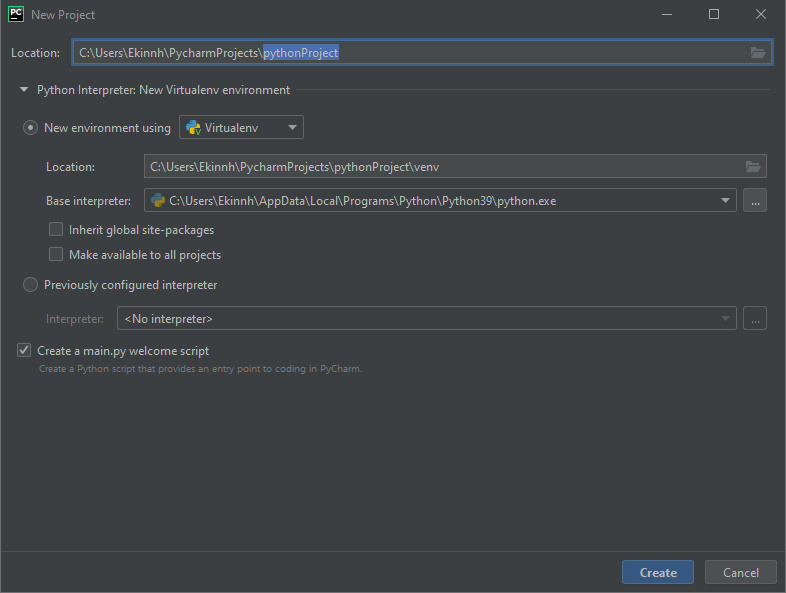 PC New Project
Location: C:\Users\Ekinnh\PycharmProjects\pythonProject
Python Interpreter: New Virtualenv environment
New environment using Virtualenv
Location: C:\Users\Ekinnh\PycharmProjects\pythonProject\venv
Base interpreter: C:\Users\Ekinnh\AppData\Local\Programs\Python\Python39\python.exe ...
Inherit global site-packages
Make available to all projects
Previously configured interpreter
Interpreter: <No interpreter> ...
Create a main.py welcome script
Create a Python script that provides an entry point to coding in PyCharm.
Create Cancel